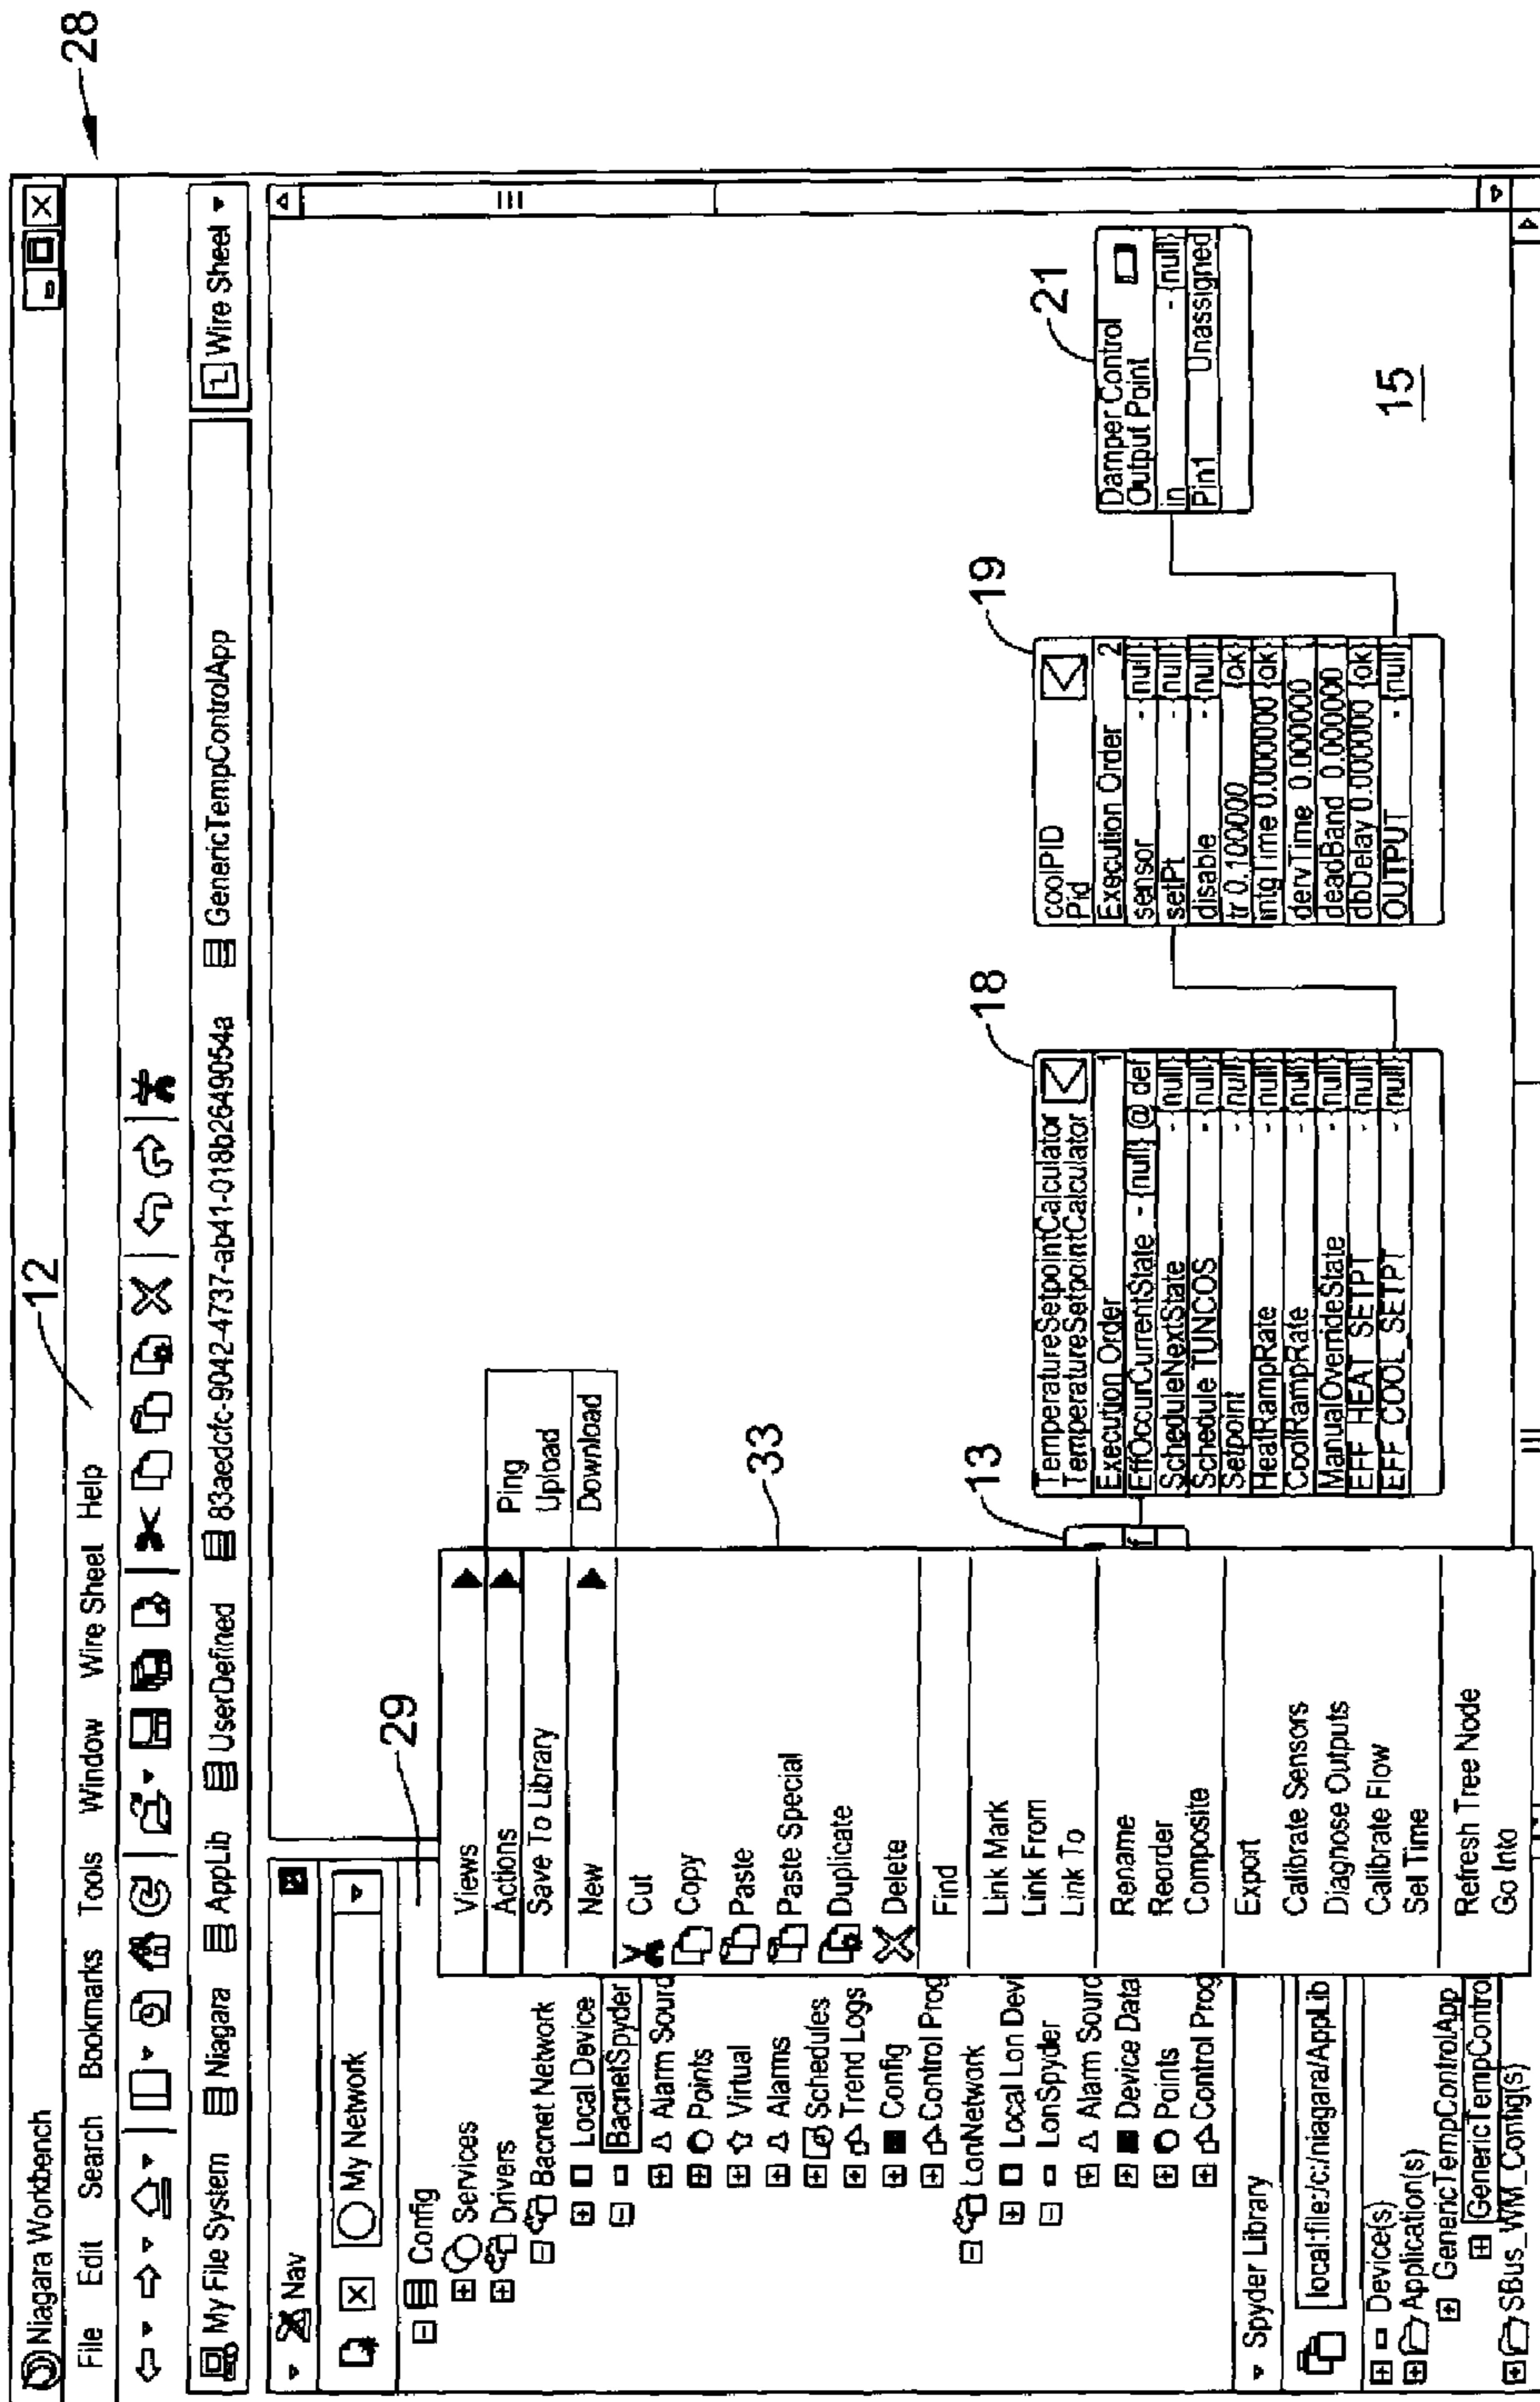 28
Niagara Workbench
12
File Edit Search Bookmarks Tools Window Wire Sheet Help
My File System Niagara AppLib UserDefined 83aedcfc-9042-4737-ab41-018b2649054a GenericTempControlApp Wire Sheet
Nav
My Network
29
Config
Services
Drivers
Bacnet Network
Local Device
BacnetSpyder
Alarm Sourc
Points
Virtual
Alarms
Schedules
Trend Logs
Config
Control Prog
LonNetwork
Local Lon Devi
LonSpyder
Alarm Sourc
Device Data
Points
Control Prog
Spyder Library
local:file:/c:/niagara/AppLib
Device(s)
Application(s)
GenericTempControlApp
GenericTempControl
SBus_WM_Config(s)
Views
Actions
Save To Library
New
Cut
Copy
Paste
Paste Special
Duplicate
Delete
Find
Link Mark
Link From
Link To
Rename
Reorder
Composite
Export
Calibrate Sensors
Diagnose Outputs
Calibrate Flow
Set Time
Refresh Tree Node
Go Into
Ping
Upload
Download
33
13
f
18
TemperatureSetpointCalculator
TemperatureSetpointCalculator
Execution Order 1
EffOccurCurrentState - {null} @ def
ScheduleNextState - {null}
Schedule TUNCOS - {null}
Setpoint - {null}
HeatRampRate - {null}
CoolRampRate - {null}
ManualOverrideState - {null}
EFF_HEAT_SETPT - {null}
EFF_COOL_SETPT - {null}
19
coolPID
Pid
Execution Order 2
sensor - {null}
setPt - {null}
disable - {null}
tr 0.100000 {ok}
intgTime 0.000000 {ok}
dervTime 0.000000
deadBand 0.000000
dbDelay 0.000000 {ok}
OUTPUT - {null}
21
Damper Control
Output Point
in - {null}
Pin1 Unassigned
15